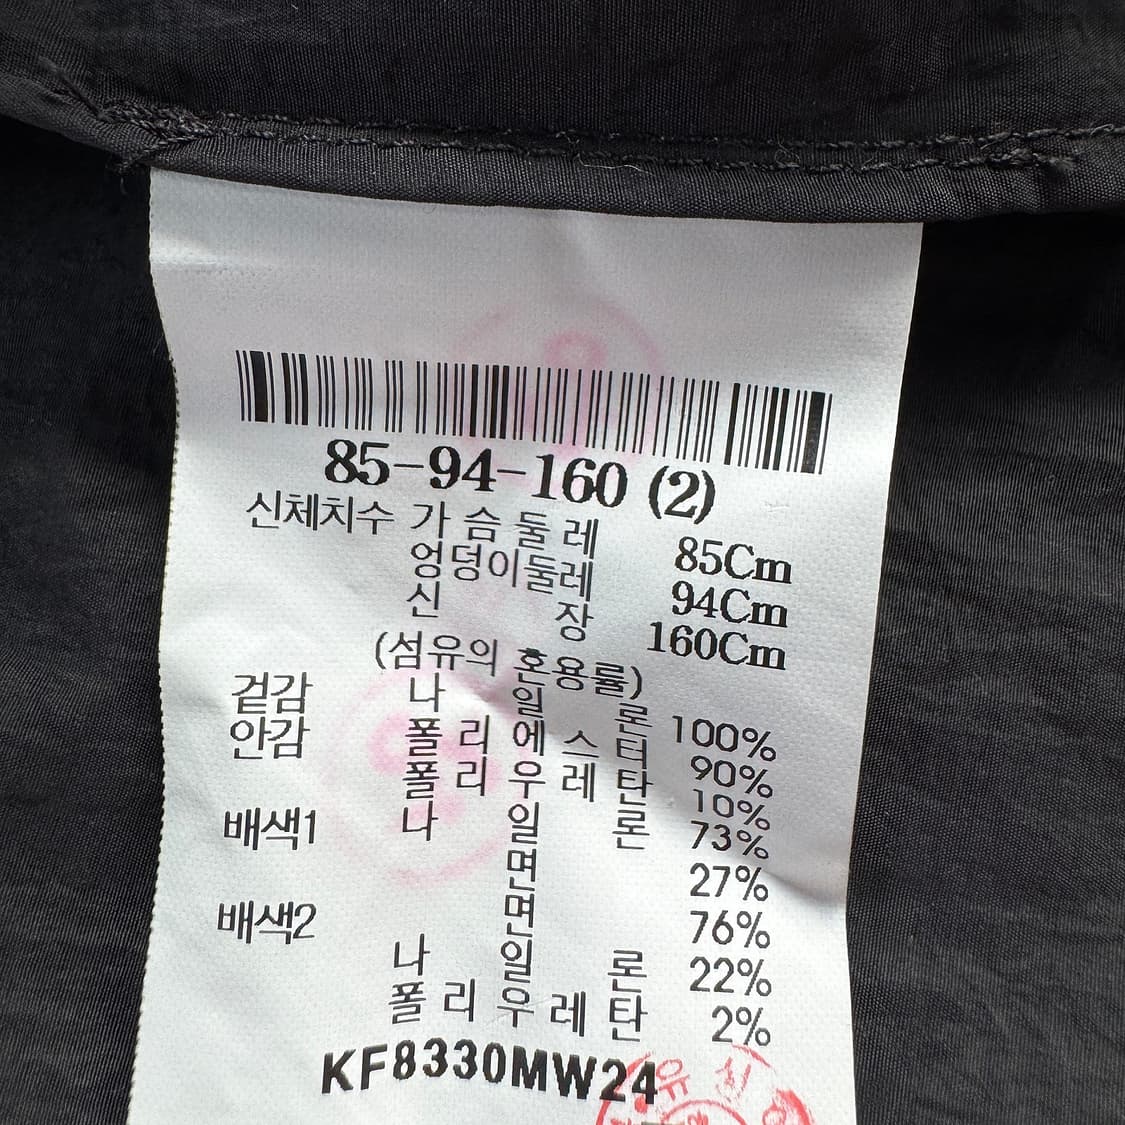 85-94-160 (2)
신체치수 가슴둘레 85Cm
엉덩이둘레 94Cm
신장 160Cm
(섬유의 혼용률)
겉감 나일론 100%
안감 폴리에스터 90%
폴리우레탄 10%
배색1 나일론 73%
면 27%
배색2 면 76%
나일론 22%
폴리우레탄 2%
KF8330MW24